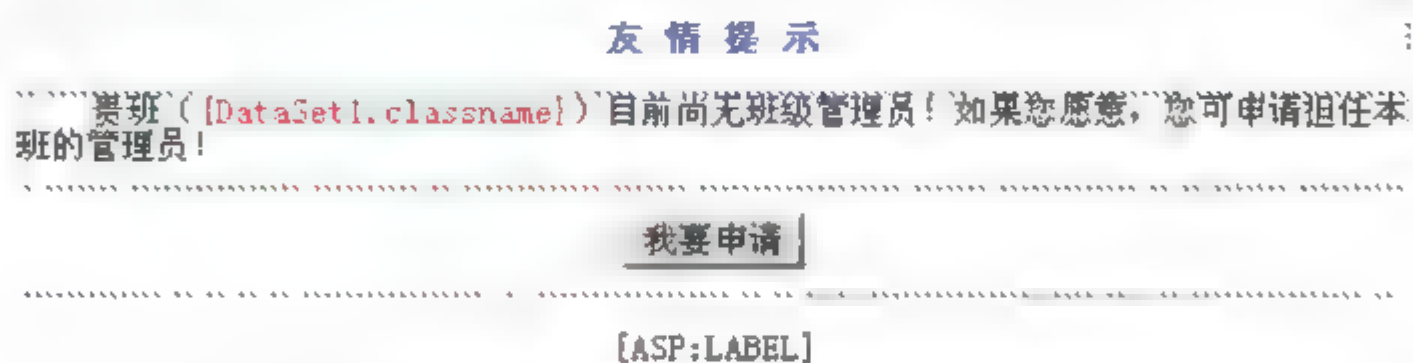 友 情 提 示
贵班({DataSet1.classname})目前尚无班级管理员!如果您愿意,您可申请担任本
班的管理员!
我要申请
[ASP:LABEL]